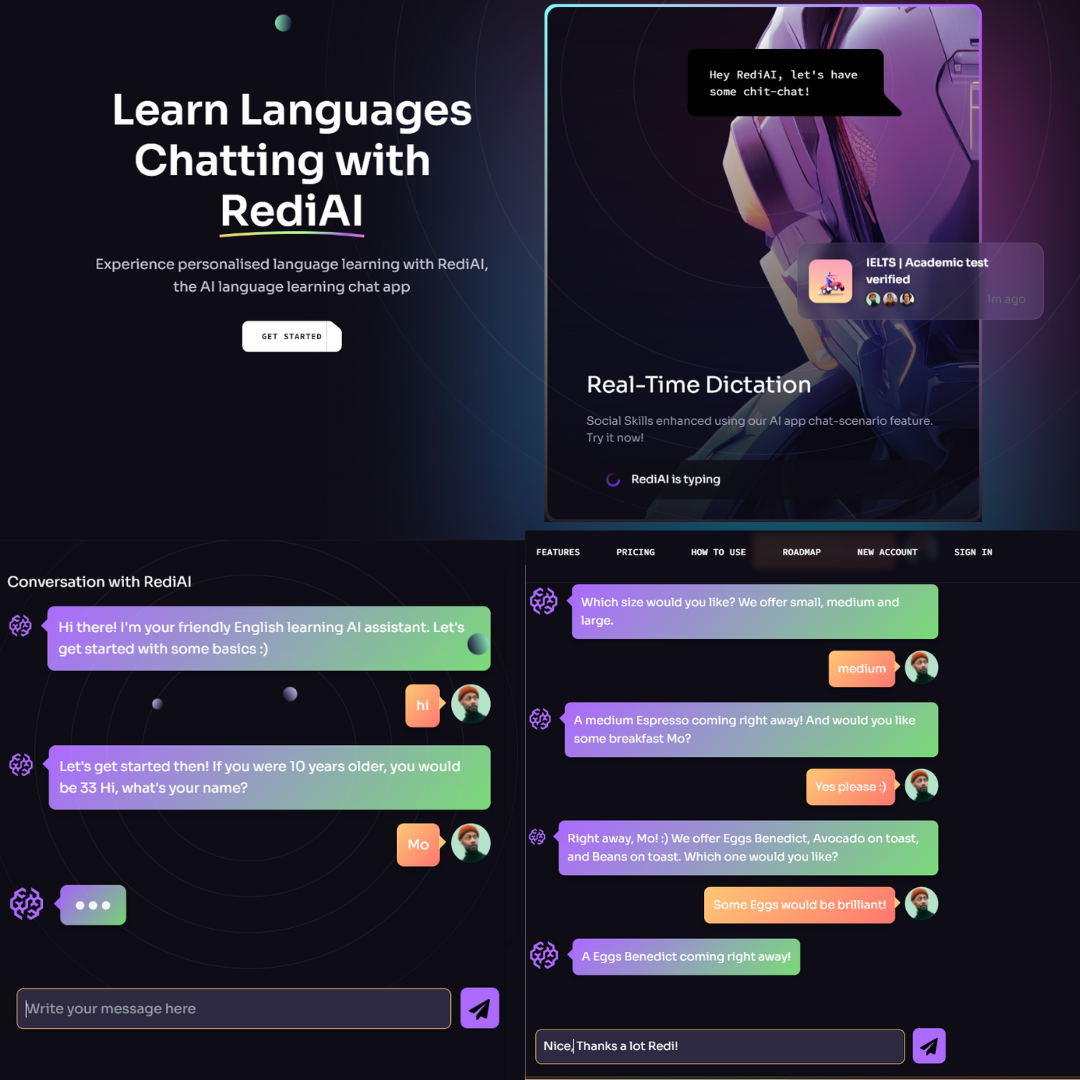 Learn Languages
Chatting with
RediAI
Experience personalised language learning with RediAI,
the AI language learning chat app
GET STARTED
Hey RediAI, let's have
some chit-chat!
IELTS | Academic test
verified
1m ago
Real-Time Dictation
Social Skills enhanced using our AI app chat-scenario feature.
Try it now!
RediAI is typing
Conversation with RediAI
Hi there! I'm your friendly English learning AI assistant. Let's
get started with some basics :)
hi
Let's get started then! If you were 10 years older, you would
be 33 Hi, what's your name?
Mo
Write your message here
FEATURES PRICING HOW TO USE ROADMAP NEW ACCOUNT SIGN IN
Which size would you like? We offer small, medium and
large.
medium
A medium Espresso coming right away! And would you like
some breakfast Mo?
Yes please :)
Right away, Mo! :) We offer Eggs Benedict, Avocado on toast,
and Beans on toast. Which one would you like?
Some Eggs would be brilliant!
A Eggs Benedict coming right away!
Nice, Thanks a lot Redi!